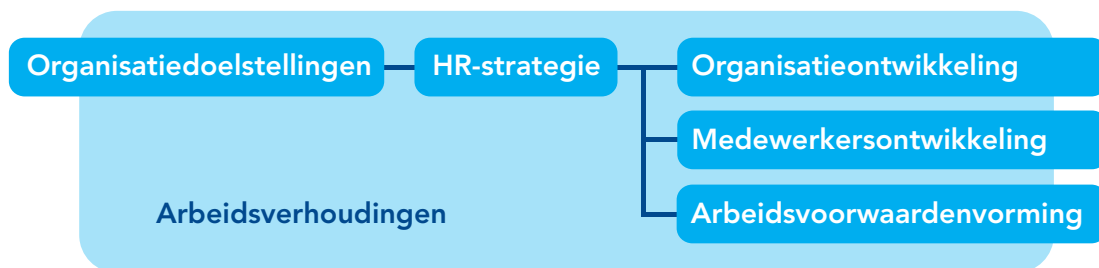 Organisatiedoelstellingen
HR-strategie
Organisatieontwikkeling
Medewerkersontwikkeling
Arbeidsvoorwaardenvorming
Arbeidsverhoudingen